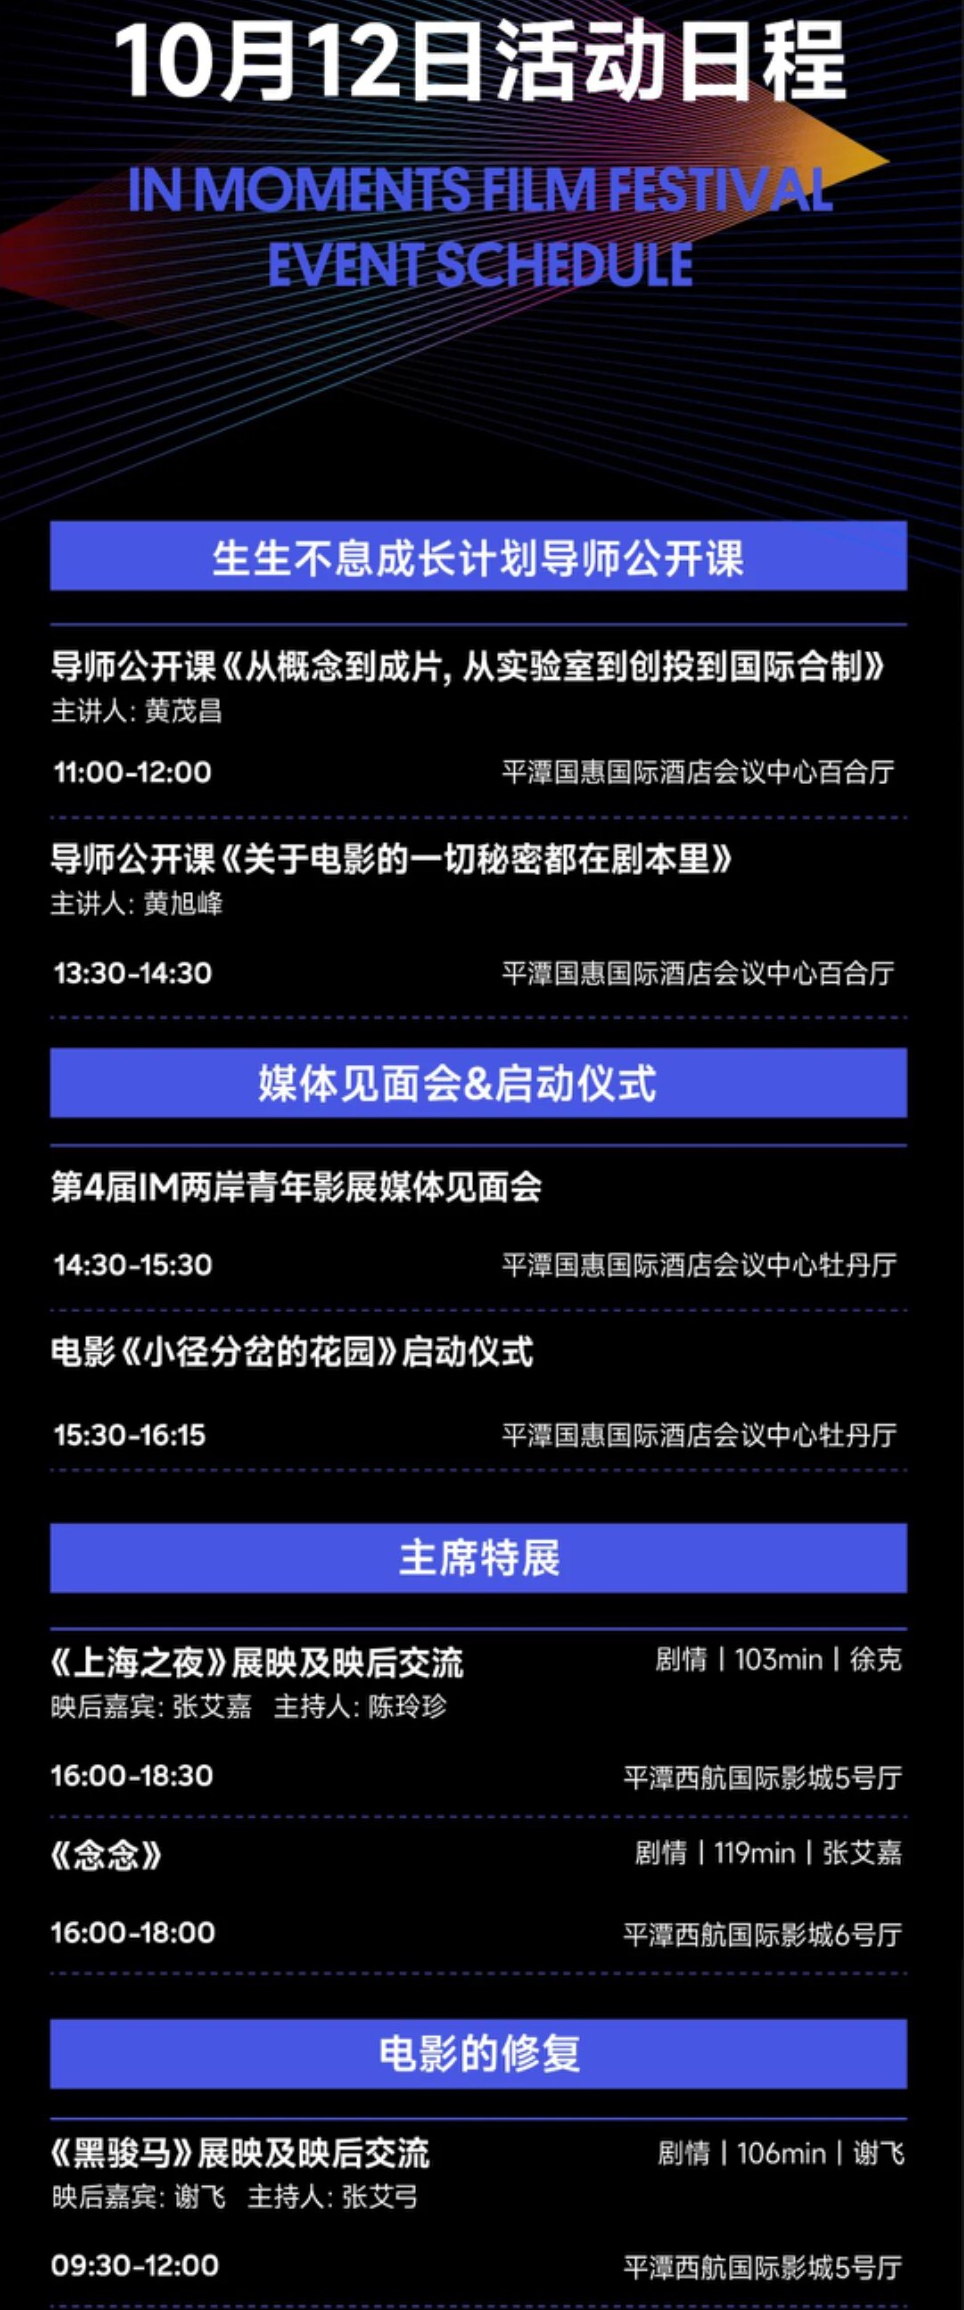 10月12日活动日程
IN MOMENTS FILM FESTIVAL
EVENT SCHEDULE
生生不息成长计划导师公开课
导师公开课《从概念到成片, 从实验室到创投到国际合制》
主讲人: 黄茂昌
11:00-12:00 平潭国惠国际酒店会议中心百合厅
导师公开课《关于电影的一切秘密都在剧本里》
主讲人: 黄旭峰
13:30-14:30 平潭国惠国际酒店会议中心百合厅
媒体见面会&启动仪式
第4届IM两岸青年影展媒体见面会
14:30-15:30 平潭国惠国际酒店会议中心牡丹厅
电影《小径分岔的花园》启动仪式
15:30-16:15 平潭国惠国际酒店会议中心牡丹厅
主席特展
《上海之夜》展映及映后交流 剧情 | 103min | 徐克
映后嘉宾: 张艾嘉 主持人: 陈玲珍
16:00-18:30 平潭西航国际影城5号厅
《念念》 剧情 | 119min | 张艾嘉
16:00-18:00 平潭西航国际影城6号厅
电影的修复
《黑骏马》展映及映后交流 剧情 | 106min | 谢飞
映后嘉宾: 谢飞 主持人: 张艾弓
09:30-12:00 平潭西航国际影城5号厅